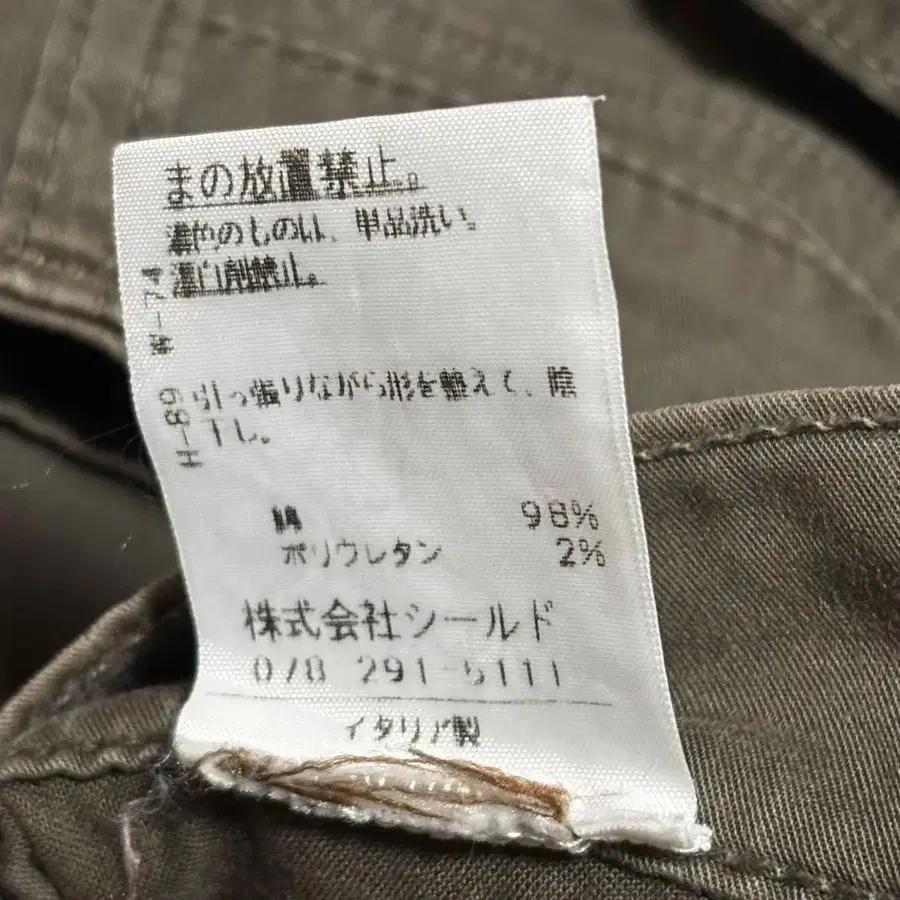 まの放置禁止。
濃色のものは、単品洗い。
漂白剤禁止。
W-74
H-89
引っ張りながら形を整えて、陰
干し。
綿 98%
ポリウレタン 2%
株式会社シールド
078 291-5111
イタリア製